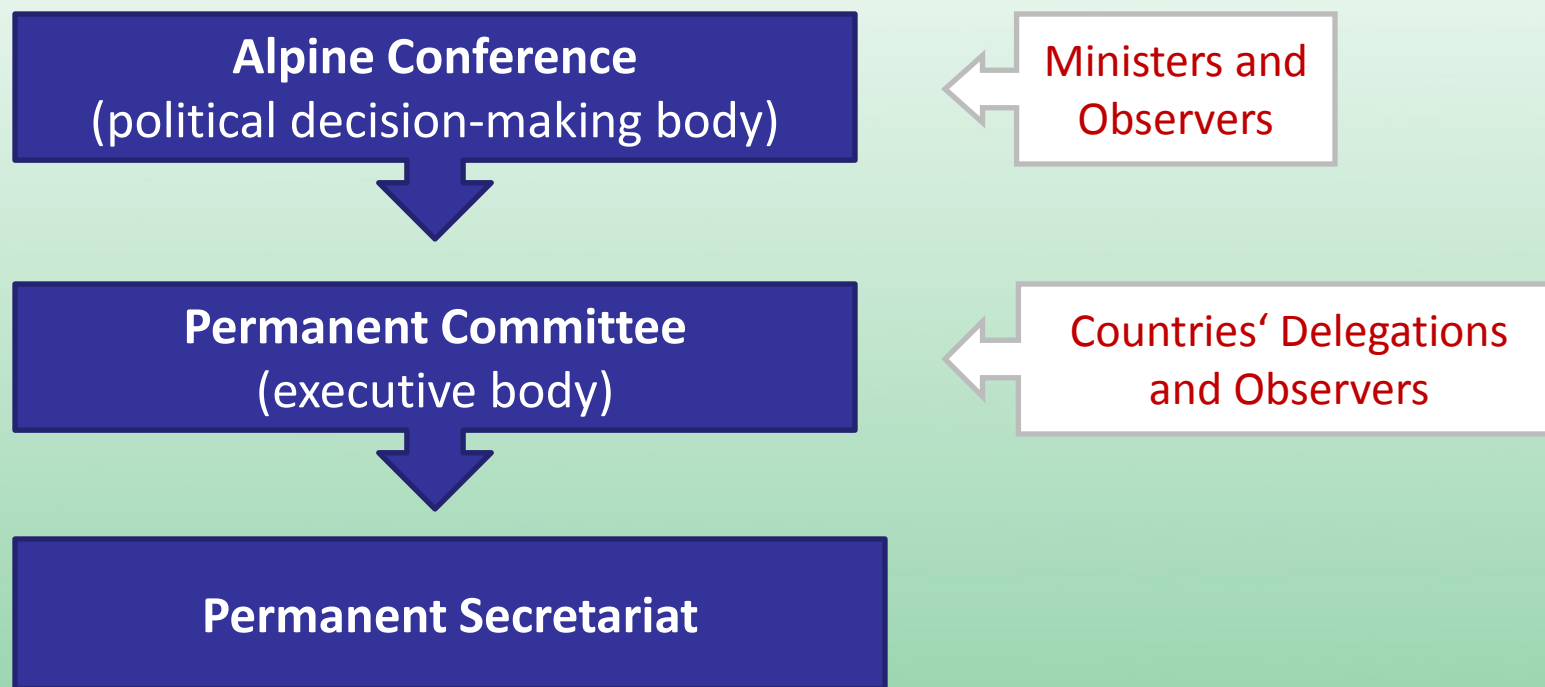 Alpine Conference
(political decision-making body)
Ministers and
Observers
Permanent Committee
(executive body)
Countries‘ Delegations
and Observers
Permanent Secretariat